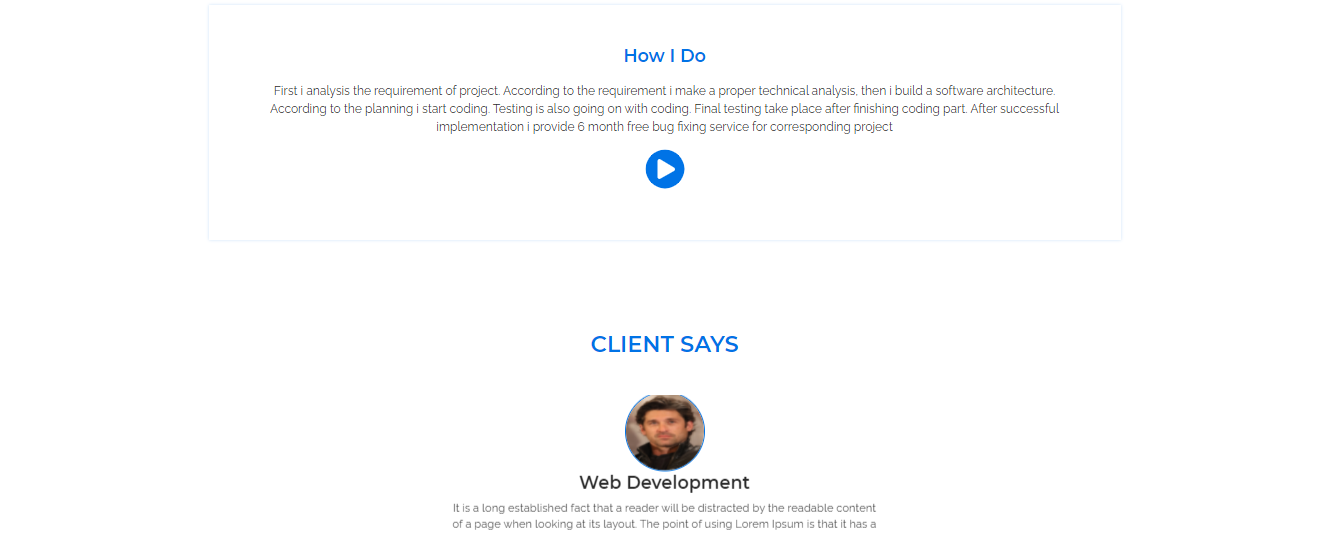 How I Do
First i analysis the requirement of project. According to the requirement i make a proper technical analysis, then i build a software architecture.
According to the planning i start coding. Testing is also going on with coding. Final testing take place after finishing coding part. After successful
implementation i provide 6 month free bug fixing service for corresponding project
CLIENT SAYS
Web Development
It is a long established fact that a reader will be distracted by the readable content
of a page when looking at its layout. The point of using Lorem Ipsum is that it has a